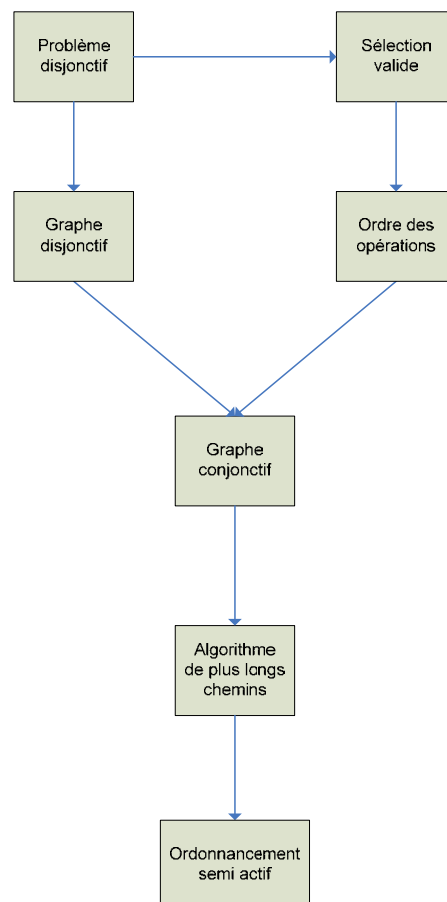 Problème
disjonctif
Sélection
valide
Graphe
disjonctif
Ordre des
opérations
Graphe
conjonctif
Algorithme
de plus longs
chemins
Ordonnancement
semi actif